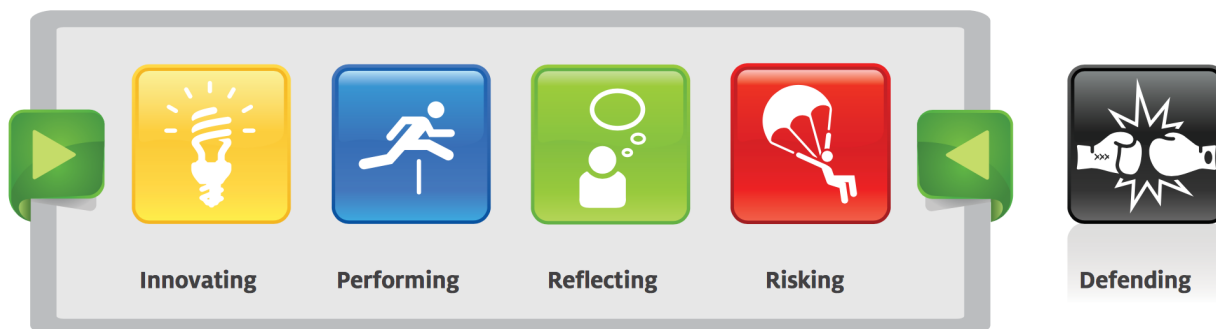 Innovating
Performing
Reflecting
Risking
Defending